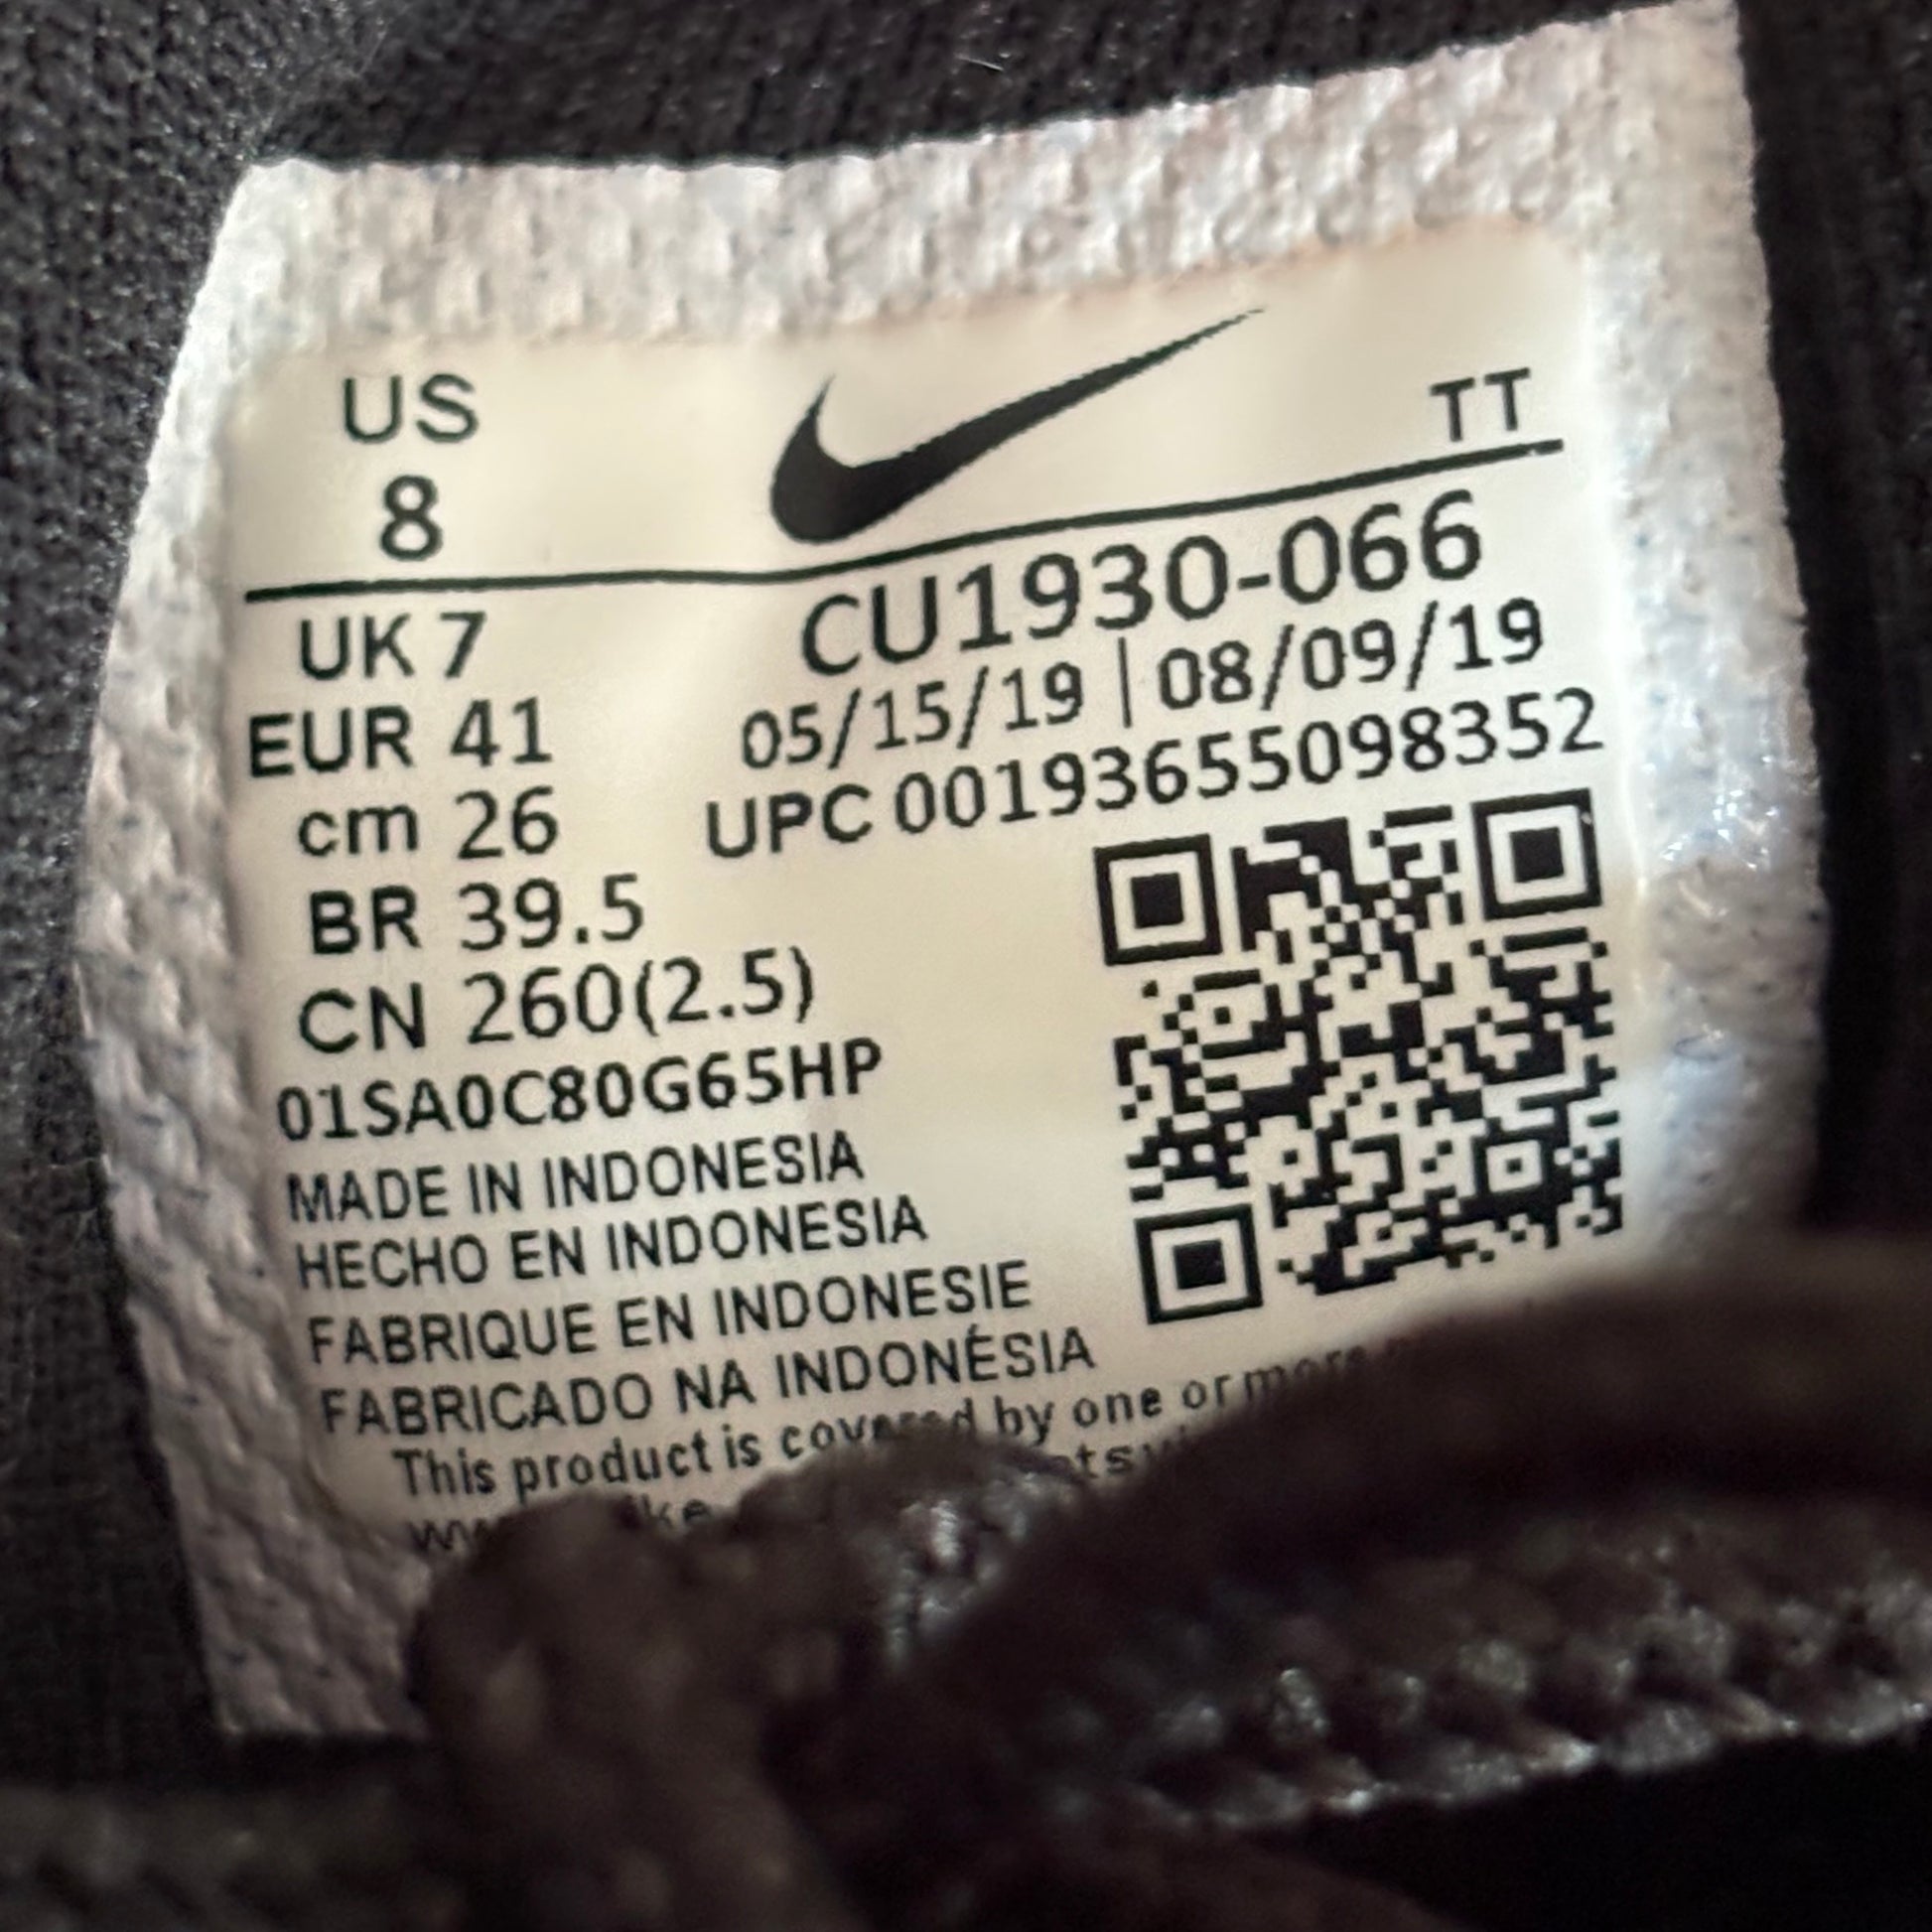 US
8
TT
UK 7
EUR 41
cm 26
BR 39.5
CN 260(2.5)
CU1930-066
05/15/19 | 08/09/19
UPC 00193655098352
01SA0C80G65HP
MADE IN INDONESIA
HECHO EN INDONESIA
FABRIQUE EN INDONESIE
FABRICADO NA INDONÉSIA
This product is covered by one or more